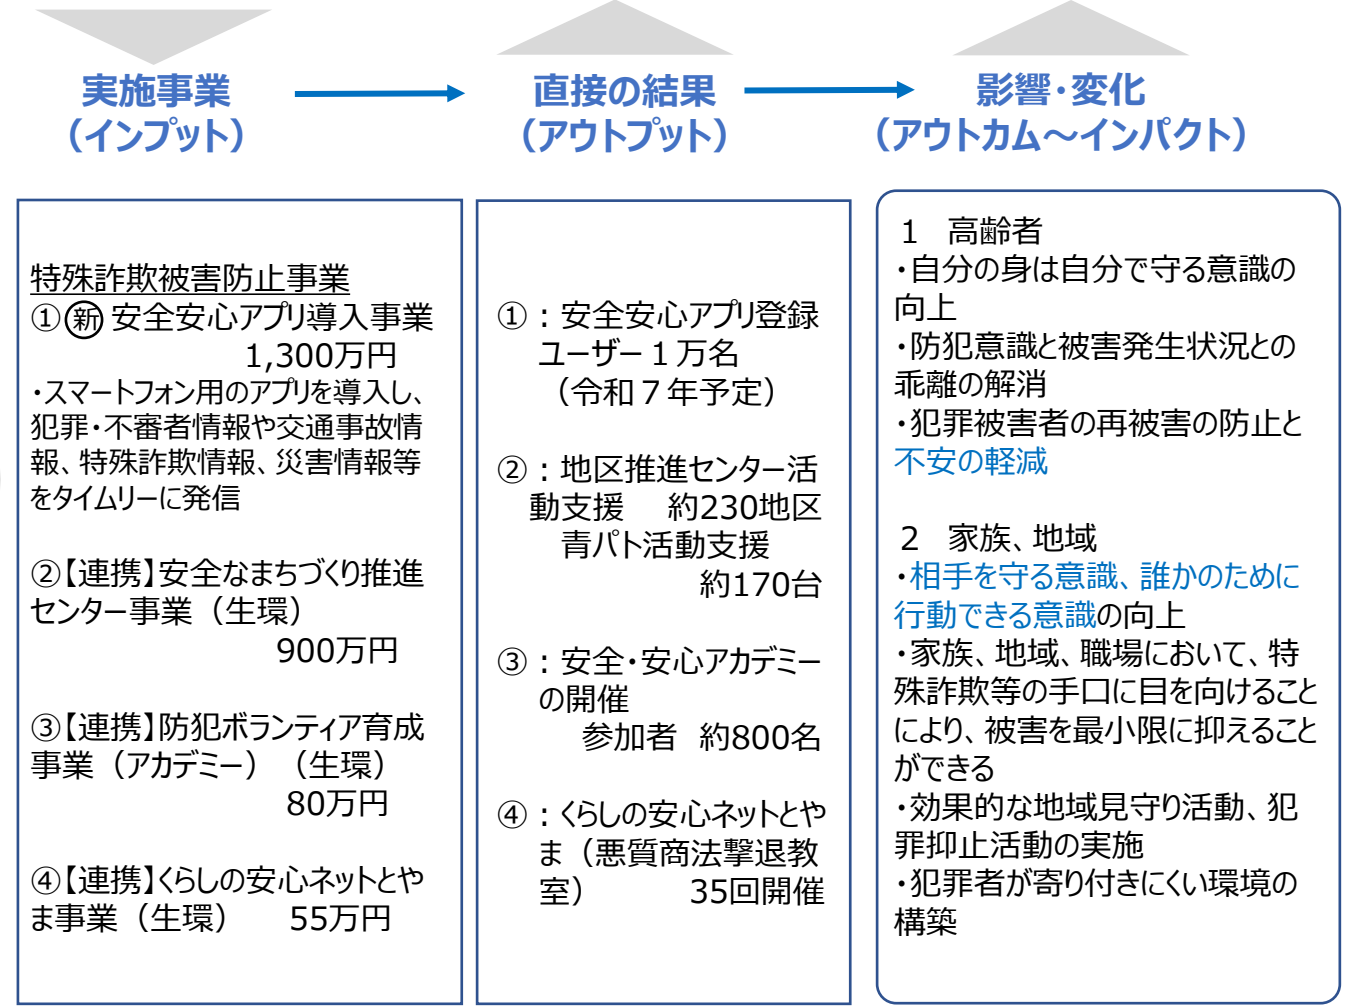 実施事業
（インプット）
直接の結果
（アウトプット）
影響・変化
（アウトカム～インパクト）
特殊詐欺被害防止事業
①㊟新 安全安心アプリ導入事業
1,300万円
・スマートフォン用のアプリを導入し、
犯罪・不審者情報や交通事故情
報、特殊詐欺情報、災害情報等
をタイムリーに発信
②【連携】安全なまちづくり推進
センター事業（生環）
900万円
③【連携】防犯ボランティア育成
事業（アカデミー）（生環）
80万円
④【連携】くらしの安心ネットとや
ま事業（生環）　55万円
①：安全安心アプリ登録
ユーザー１万名
（令和７年予定）
②：地区推進センター活
動支援　約230地区
青パト活動支援
約170台
③：安全・安心アカデミー
の開催
参加者 約800名
④：くらしの安心ネットとや
ま（悪質商法撃退教
室）　35回開催
１　高齢者
・自分の身は自分で守る意識の
向上
・防犯意識と被害発生状況との
乖離の解消
・犯罪被害者の再被害の防止と
不安の軽減
２　家族、地域
・相手を守る意識、誰かのために
行動できる意識の向上
・家族、地域、職場において、特
殊詐欺等の手口に目を向けること
により、被害を最小限に抑えること
ができる
・効果的な地域見守り活動、犯
罪抑止活動の実施
・犯罪者が寄り付きにくい環境の
構築